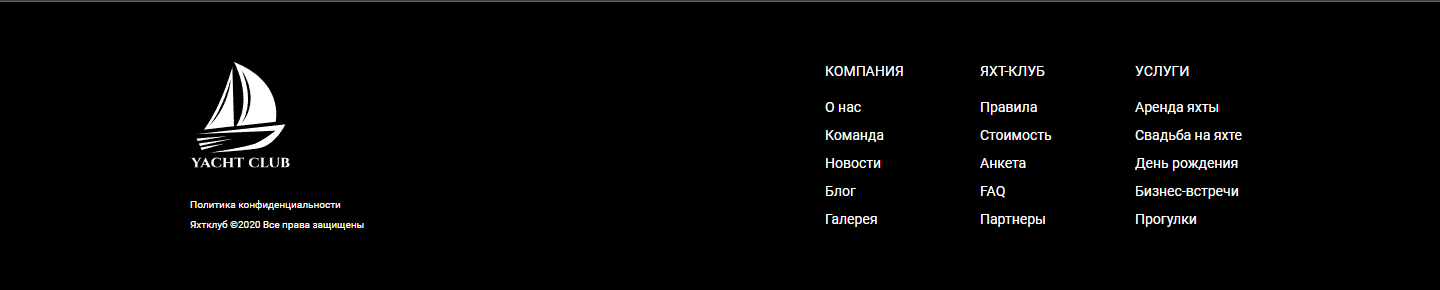 YACHT CLUB
Политика конфиденциальности
Яхтклуб ©2020 Все права защищены
КОМПАНИЯ
О нас
Команда
Новости
Блог
Галерея
ЯХТ-КЛУБ
Правила
Стоимость
Анкета
FAQ
Партнеры
УСЛУГИ
Аренда яхты
Свадьба на яхте
День рождения
Бизнес-встречи
Прогулки